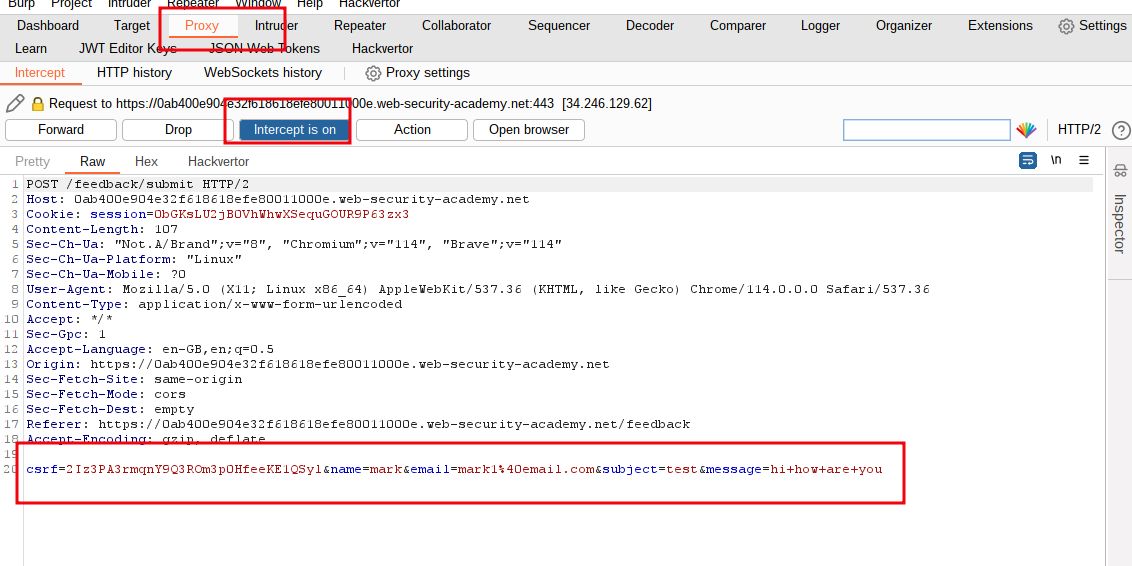 Burp Project Intruder Repeater Window Help Hackvertor
Dashboard Target Proxy Intruder Repeater Collaborator Sequencer Decoder Comparer Logger Organizer Extensions Settings
Learn JWT Editor Keys JSON Web Tokens Hackvertor
Intercept HTTP history WebSockets history Proxy settings
Request to https://0ab400e904e32f618618efe80011000e.web-security-academy.net:443 [34.246.129.62]
Forward Drop Intercept is on Action Open browser HTTP/2
Pretty Raw Hex Hackvertor \n
1 POST /feedback/submit HTTP/2
2 Host: 0ab400e904e32f618618efe80011000e.web-security-academy.net
3 Cookie: session=0bGKsLU2jB0VhWhwXSequGOUR9P63zx3
4 Content-Length: 107
5 Sec-Ch-Ua: "Not.A/Brand";v="8", "Chromium";v="114", "Brave";v="114"
6 Sec-Ch-Ua-Platform: "Linux"
7 Sec-Ch-Ua-Mobile: ?0
8 User-Agent: Mozilla/5.0 (X11; Linux x86_64) AppleWebKit/537.36 (KHTML, like Gecko) Chrome/114.0.0.0 Safari/537.36
9 Content-Type: application/x-www-form-urlencoded
10 Accept: */*
11 Sec-Gpc: 1
12 Accept-Language: en-GB,en;q=0.5
13 Origin: https://0ab400e904e32f618618efe80011000e.web-security-academy.net
14 Sec-Fetch-Site: same-origin
15 Sec-Fetch-Mode: cors
16 Sec-Fetch-Dest: empty
17 Referer: https://0ab400e904e32f618618efe80011000e.web-security-academy.net/feedback
18 Accept-Encoding: gzip, deflate
19
20 csrf=2Iz3PA3rmqnY9Q3ROm3pOHfeeKE1QSyl&name=mark&email=mark1%40email.com&subject=test&message=hi+how+are+you
Inspector